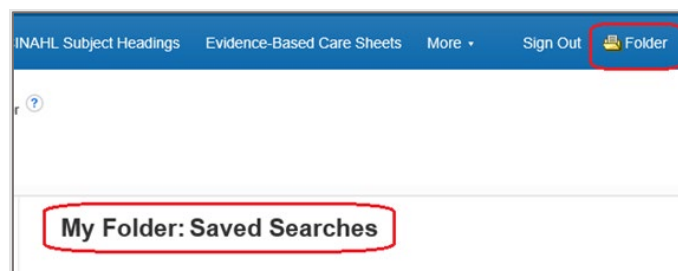 INAHL Subject Headings Evidence-Based Care Sheets More Sign Out Folder
r ?
My Folder: Saved Searches